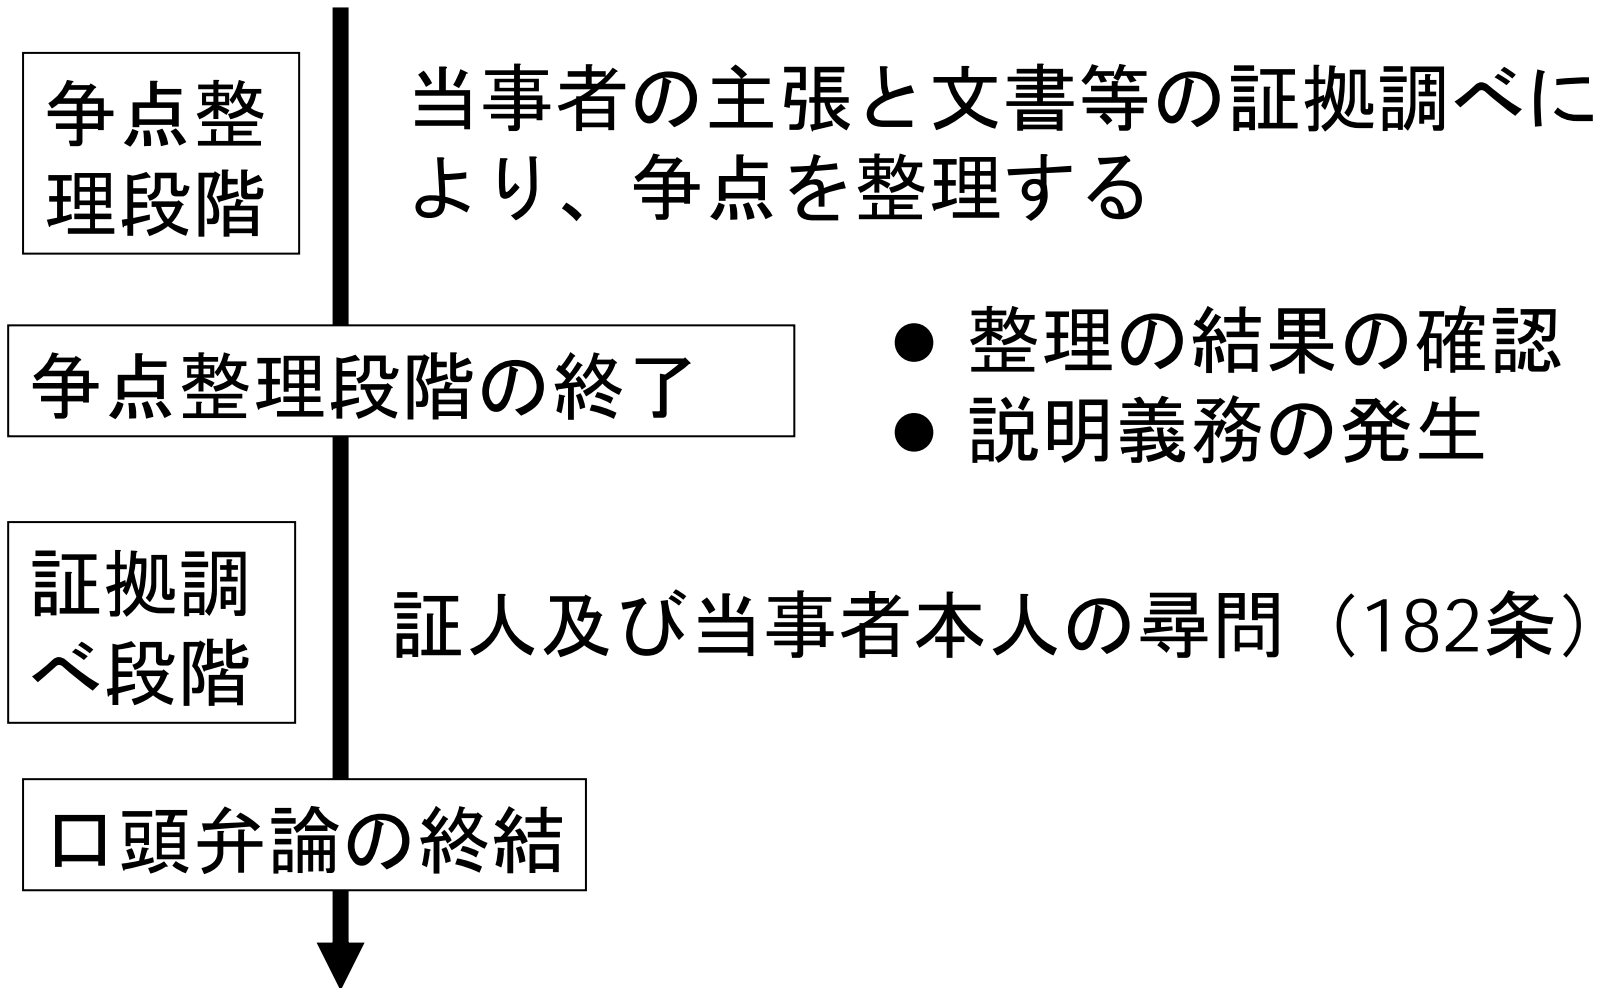 争点整
理段階
当事者の主張と文書等の証拠調べに
より、争点を整理する
争点整理段階の終了
● 整理の結果の確認
● 説明義務の発生
証拠調
べ段階
証人及び当事者本人の尋問（182条）
口頭弁論の終結